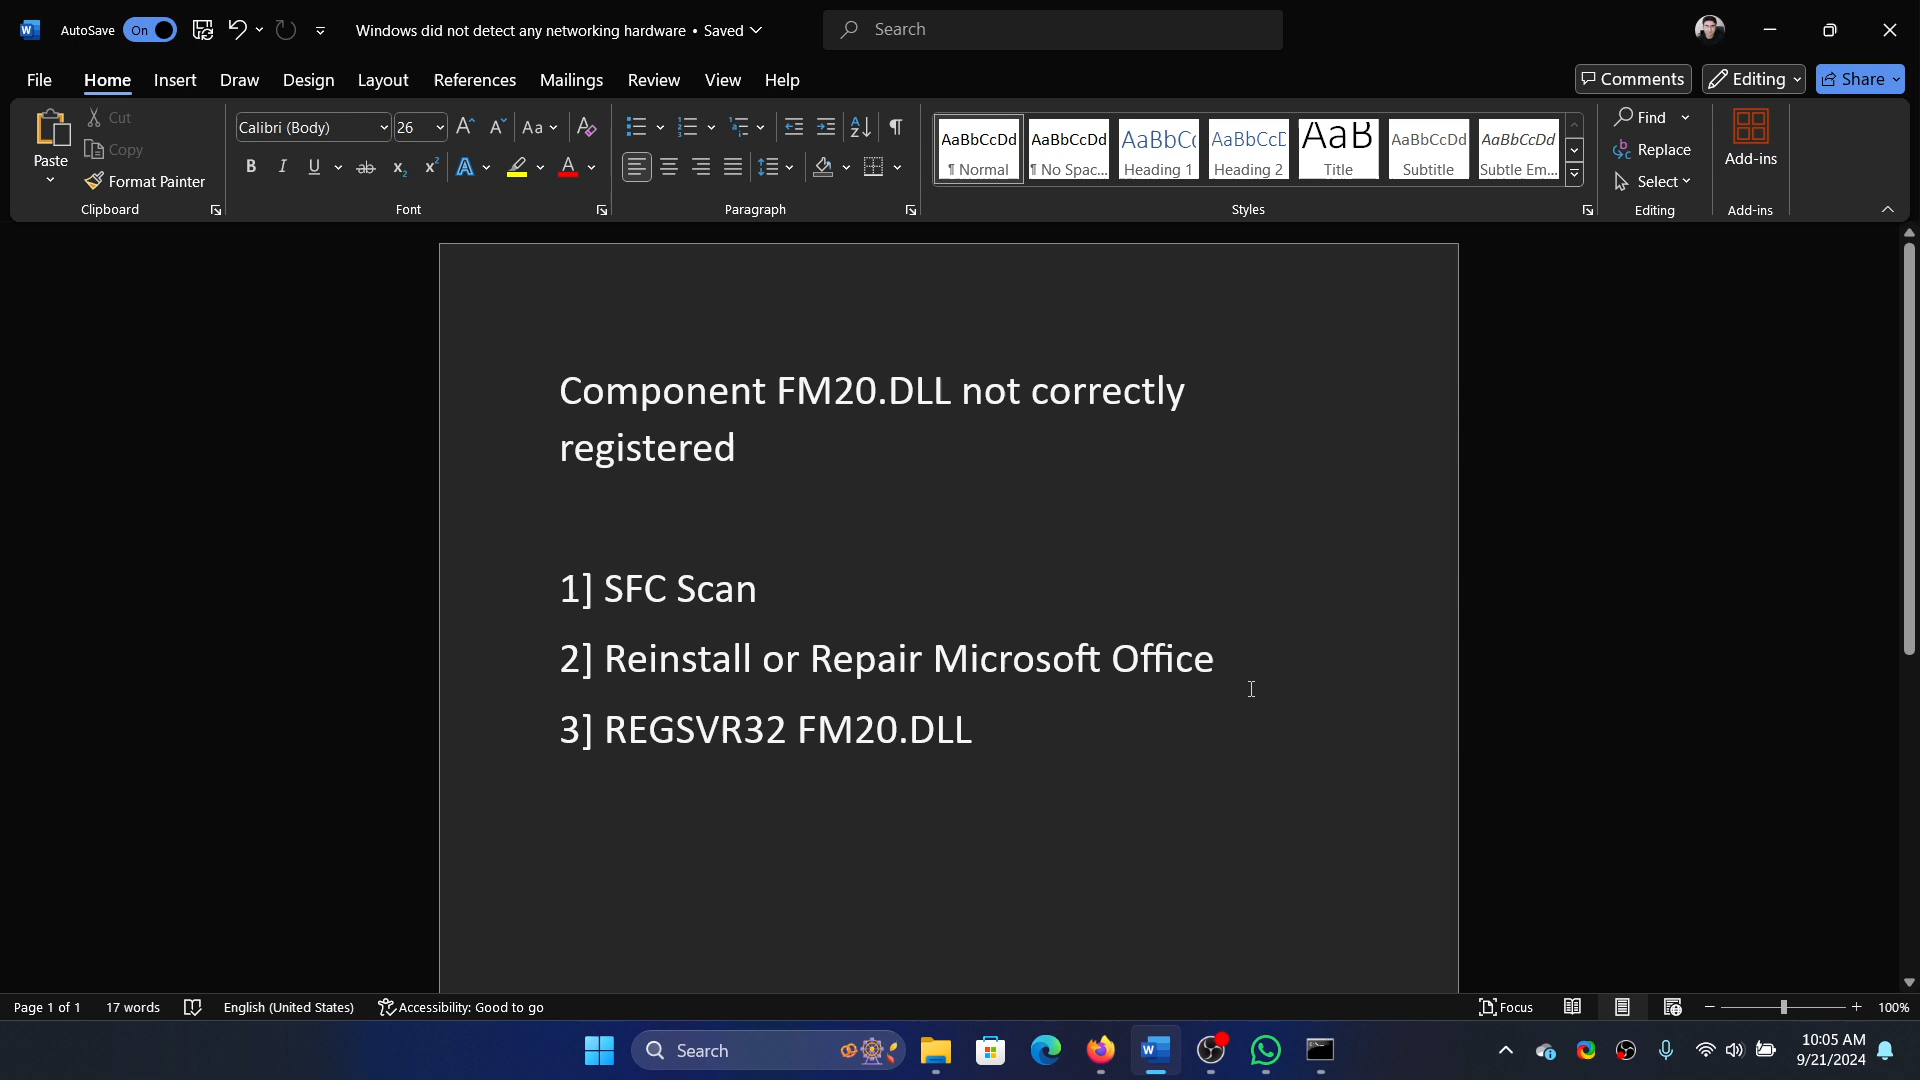 AutoSave On Windows did not detect any networking hardware • Saved Search
File Home Insert Draw Design Layout References Mailings Review View Help Comments Editing Share
Paste Cut Copy Format Painter
Clipboard
Calibri (Body) 26 Aa
B I U ab x₂ x² A A
Font
Paragraph
AaBbCcDd AaBbCcDd AaBbCc AaBbCcD AaB AaBbCcDd AaBbCcDd
¶ Normal ¶ No Spac... Heading 1 Heading 2 Title Subtitle Subtle Em...
Styles
Find
Replace
Select
Editing
Add-ins
Add-ins
Component FM20.DLL not correctly
registered
1] SFC Scan
2] Reinstall or Repair Microsoft Office
3] REGSVR32 FM20.DLL
Page 1 of 1 17 words English (United States) Accessibility: Good to go Focus 100%
Search
10:05 AM
9/21/2024